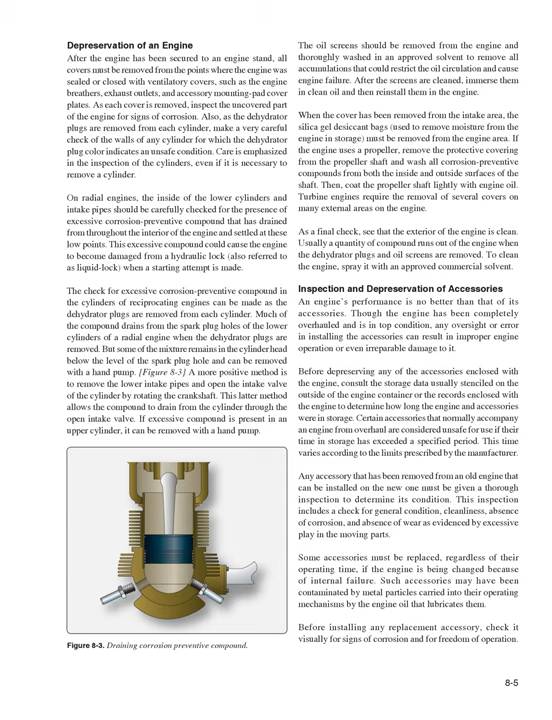 Depreservation of an Engine
After the engine has been secured to an engine stand, all
covers must be removed from the points where the engine was
sealed or closed with ventilatory covers, such as the engine
breathers, exhaust outlets, and accessory mounting-pad cover
plates. As each cover is removed, inspect the uncovered part
of the engine for signs of corrosion. Also, as the dehydrator
plugs are removed from each cylinder, make a very careful
check of the walls of any cylinder for which the dehydrator
plug color indicates an unsafe condition. Care is emphasized
in the inspection of the cylinders, even if it is necessary to
remove a cylinder.
On radial engines, the inside of the lower cylinders and
intake pipes should be carefully checked for the presence of
excessive corrosion-preventive compound that has drained
from throughout the interior of the engine and settled at these
low points. This excessive compound could cause the engine
to become damaged from a hydraulic lock (also referred to
as liquid-lock) when a starting attempt is made.
The check for excessive corrosion-preventive compound in
the cylinders of reciprocating engines can be made as the
dehydrator plugs are removed from each cylinder. Much of
the compound drains from the spark plug holes of the lower
cylinders of a radial engine when the dehydrator plugs are
removed. But some of the mixture remains in the cylinder head
below the level of the spark plug hole and can be removed
with a hand pump. [Figure 8-3] A more positive method is
to remove the lower intake pipes and open the intake valve
of the cylinder by rotating the crankshaft. This latter method
allows the compound to drain from the cylinder through the
open intake valve. If excessive compound is present in an
upper cylinder, it can be removed with a hand pump.
Figure 8-3. Draining corrosion preventive compound.
The oil screens should be removed from the engine and
thoroughly washed in an approved solvent to remove all
accumulations that could restrict the oil circulation and cause
engine failure. After the screens are cleaned, immerse them
in clean oil and then reinstall them in the engine.
When the cover has been removed from the intake area, the
silica gel desiccant bags (used to remove moisture from the
engine in storage) must be removed from the engine area. If
the engine uses a propeller, remove the protective covering
from the propeller shaft and wash all corrosion-preventive
compounds from both the inside and outside surfaces of the
shaft. Then, coat the propeller shaft lightly with engine oil.
Turbine engines require the removal of several covers on
many external areas on the engine.
As a final check, see that the exterior of the engine is clean.
Usually a quantity of compound runs out of the engine when
the dehydrator plugs and oil screens are removed. To clean
the engine, spray it with an approved commercial solvent.
Inspection and Depreservation of Accessories
An engine's performance is no better than that of its
accessories. Though the engine has been completely
overhauled and is in top condition, any oversight or error
in installing the accessories can result in improper engine
operation or even irreparable damage to it.
Before depreserving any of the accessories enclosed with
the engine, consult the storage data usually stenciled on the
outside of the engine container or the records enclosed with
the engine to determine how long the engine and accessories
were in storage. Certain accessories that normally accompany
an engine from overhaul are considered unsafe for use if their
time in storage has exceeded a specified period. This time
varies according to the limits prescribed by the manufacturer.
Any accessory that has been removed from an old engine that
can be installed on the new one must be given a thorough
inspection to determine its condition. This inspection
includes a check for general condition, cleanliness, absence
of corrosion, and absence of wear as evidenced by excessive
play in the moving parts.
Some accessories must be replaced, regardless of their
operating time, if the engine is being changed because
of internal failure. Such accessories may have been
contaminated by metal particles carried into their operating
mechanisms by the engine oil that lubricates them.
Before installing any replacement accessory, check it
visually for signs of corrosion and for freedom of operation.
8-5